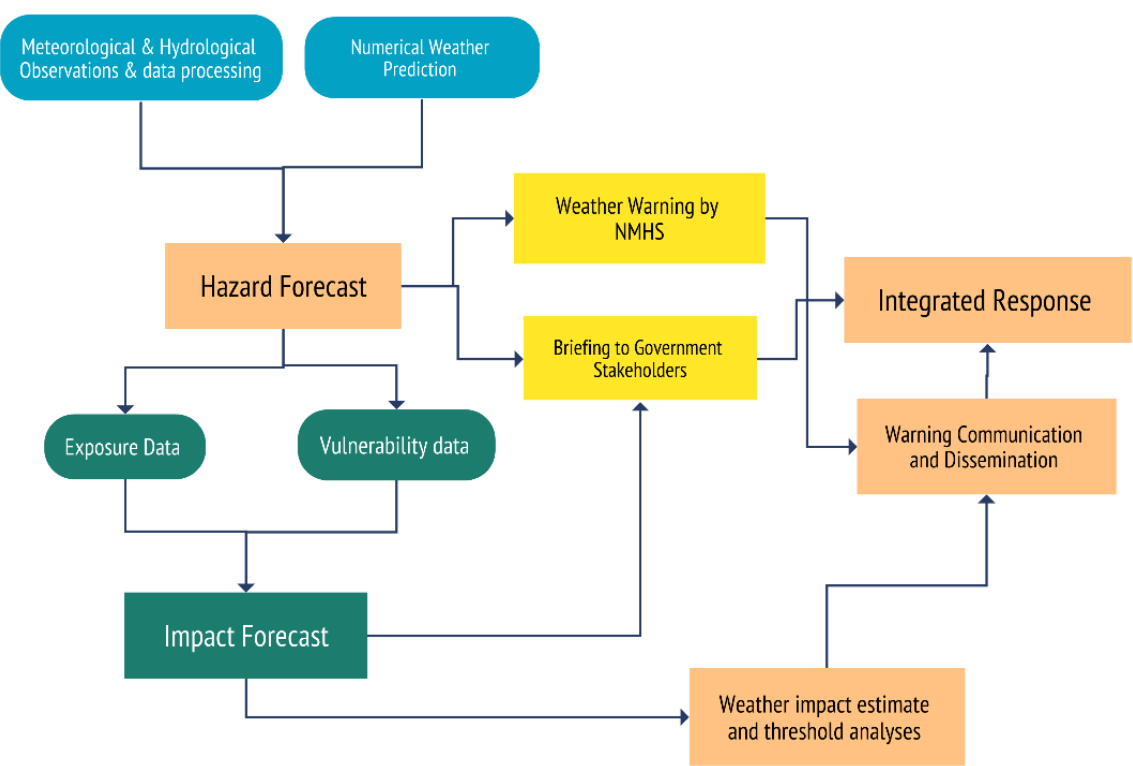 Meteorological & Hydrological
Observations & data processing
Numerical Weather
Prediction
Weather Warning by
NMHS
Hazard Forecast
Integrated Response
Briefing to Government
Stakeholders
Exposure Data
Vulnerability data
Warning Communication
and Dissemination
Impact Forecast
Weather impact estimate
and threshold analyses